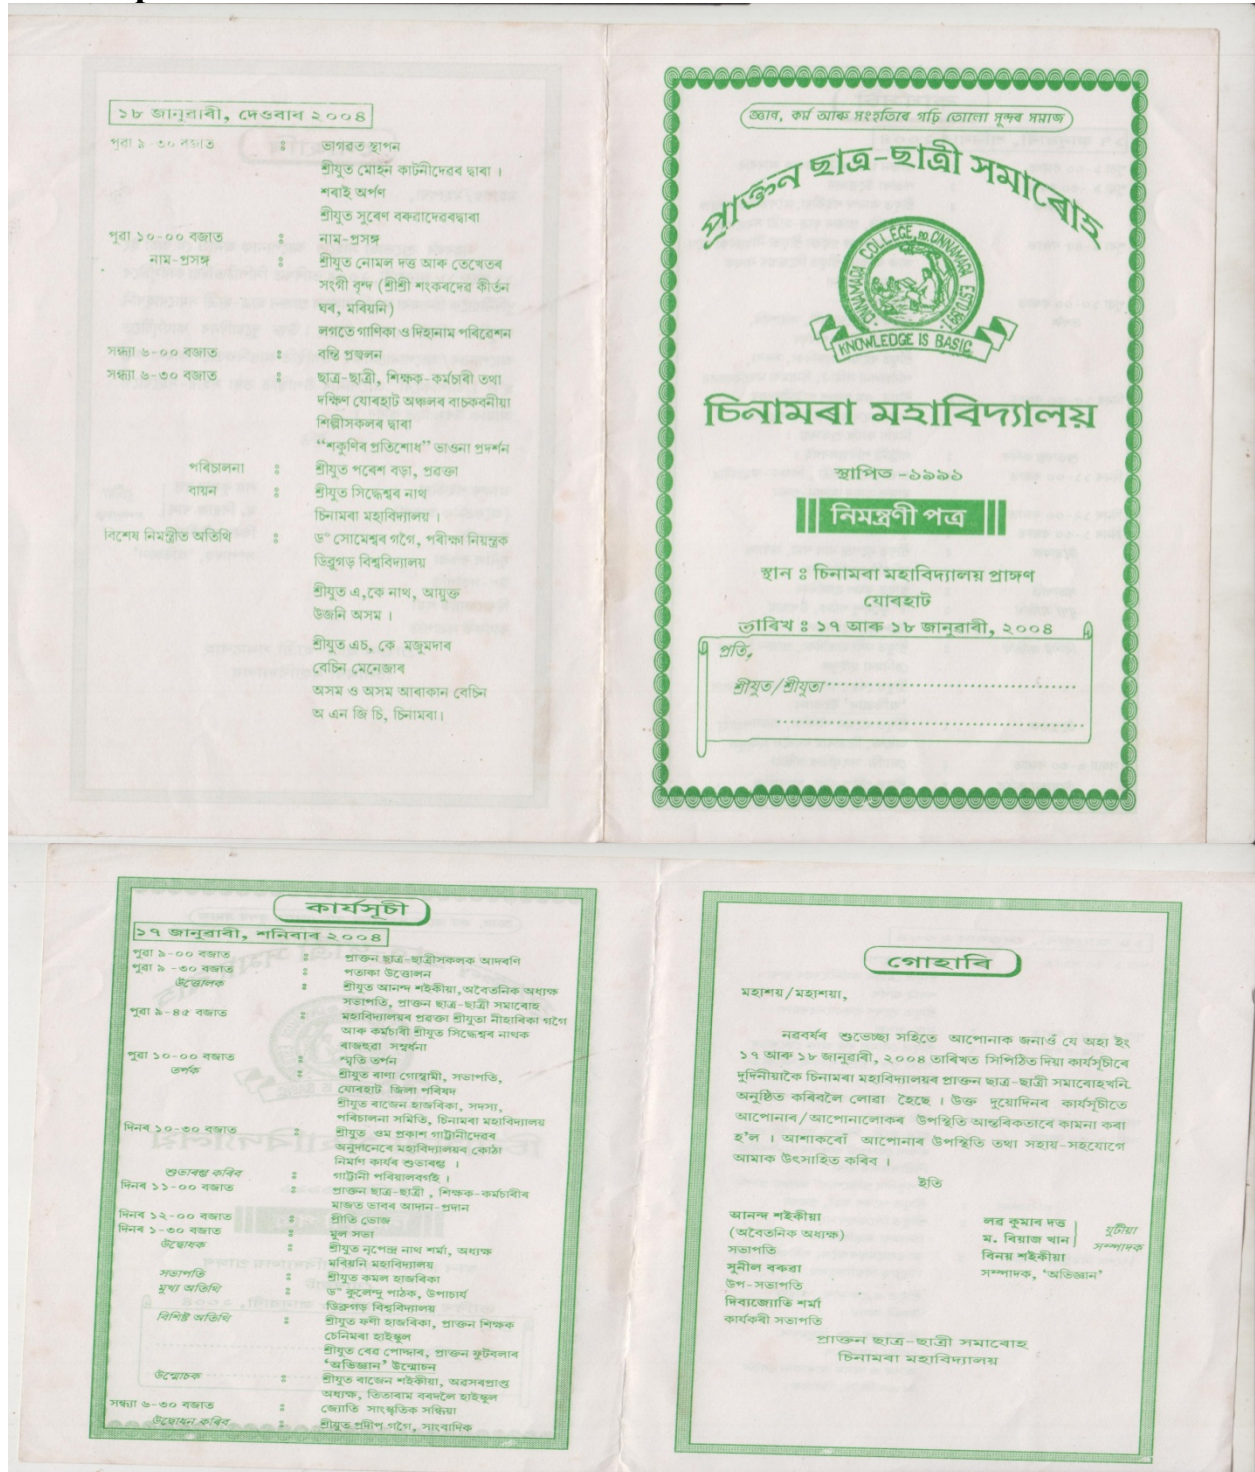 ১৮ জানুৱাৰী, দেওবাৰ ২০০৪
পুৱা ৯-৩০ বজাত : ভাগৱত স্থাপন
শ্ৰীযুত মোহন কাটনীদেৱৰ দ্বাৰা ।
শৰাই অৰ্পণ
শ্ৰীযুত সুৰেণ বৰুৱাদেৱৰদ্বাৰা
পুৱা ১০-০০ বজাত : নাম-প্ৰসঙ্গ
নাম-প্ৰসঙ্গ : শ্ৰীযুত নোমল দত্ত আৰু তেখেতৰ
সংগী বৃন্দ (শ্ৰীশ্ৰী শংকৰদেৱ কীৰ্তন
ঘৰ, মৰিয়নি)
লগতে গাণিকা ও দিহানাম পৰিৱেশন
সন্ধ্যা ৬-০০ বজাত : বন্তি প্ৰজ্বলন
সন্ধ্যা ৬-৩০ বজাত : ছাত্ৰ-ছাত্ৰী, শিক্ষক-কৰ্মচাৰী তথা
দক্ষিণ যোৰহাট অঞ্চলৰ বাচকবনীয়া
শিল্পীসকলৰ দ্বাৰা
“শকুণিৰ প্ৰতিশোধ” ভাওনা প্ৰদৰ্শন
পৰিচালনা : শ্ৰীযুত পৰেশ বড়া, প্ৰৱক্তা
বায়ন : শ্ৰীযুত সিদ্ধেশ্বৰ নাথ
চিনামৰা মহাবিদ্যালয় ।
বিশেষ নিমন্ত্ৰীত অতিথি : ড° সোমেশ্বৰ গগৈ, পৰীক্ষা নিয়ন্ত্ৰক
ডিব্ৰুগড় বিশ্ববিদ্যালয়
শ্ৰীযুত এ,কে নাথ, আয়ুক্ত
উজনি অসম ।
শ্ৰীযুত এচ, কে মজুমদাৰ
বেচিন মেনেজাৰ
অসম ও অসম আৰাকান বেচিন
অ এন জি চি, চিনামৰা।
জ্ঞান, কৰ্ম আৰু সংহতিৰে গঢ়ি তোলো সুন্দৰ সমাজ
প্ৰাক্তন ছাত্ৰ-ছাত্ৰী সমাৰোহ
CINNAMARA COLLEGE, PO. CINNAMARA ESTD.1991
KNOWLEDGE IS BASIC
চিনামৰা মহাবিদ্যালয়
স্থাপিত -১৯৯১
নিমন্ত্ৰণী পত্ৰ
স্থান : চিনামৰা মহাবিদ্যালয় প্ৰাঙ্গণ
যোৰহাট
তাৰিখ : ১৭ আৰু ১৮ জানুৱাৰী, ২০০৪
প্ৰতি,
শ্ৰীযুত/শ্ৰীযুতা
কাৰ্যসূচী
১৭ জানুৱাৰী, শনিবাৰ ২০০৪
পুৱা ৯-০০ বজাত : প্ৰাক্তন ছাত্ৰ-ছাত্ৰীসকলক আদৰণি
পুৱা ৯ -৩০ বজাত : পতাকা উত্তোলন
উত্তোলক : শ্ৰীযুত আনন্দ শইকীয়া,অবৈতনিক অধ্যক্ষ
সভাপতি, প্ৰাক্তন ছাত্ৰ-ছাত্ৰী সমাৰোহ
পুৱা ৯-৪৫ বজাত : মহাবিদ্যালয়ৰ প্ৰৱক্তা শ্ৰীযুতা নীহাৰিকা গগৈ
আৰু কৰ্মচাৰী শ্ৰীযুত সিদ্ধেশ্বৰ নাথক
ৰাজহুৱা সম্বৰ্ধনা
পুৱা ১০-০০ বজাত : স্মৃতি তৰ্পন
তৰ্পক : শ্ৰীযুত ৰাণা গোস্বামী, সভাপতি,
যোৰহাট জিলা পৰিষদ
শ্ৰীযুত ৰাজেন হাজৰিকা, সদস্য,
পৰিচালনা সমিতি, চিনামৰা মহাবিদ্যালয়
দিনৰ ১০-৩০ বজাত : শ্ৰীযুত ওম প্ৰকাশ গাট্টানীদেৱৰ
অনুদানেৰে মহাবিদ্যালয়ৰ কোঠা
নিৰ্মাণ কাৰ্যৰ শুভাৰম্ভ ।
শুভাৰম্ভ কৰিব : গাট্টানী পৰিয়ালবৰ্গই ।
দিনৰ ১১-০০ বজাত : প্ৰাক্তন ছাত্ৰ-ছাত্ৰী , শিক্ষক-কৰ্মচাৰীৰ
মাজত ভাবৰ আদান-প্ৰদান
দিনৰ ১২-০০ বজাত : প্ৰীতি ভোজ
দিনৰ ১-৩০ বজাত : মুল সভা
উদ্বোধক : শ্ৰীযুত নৃপেন্দ্ৰ নাথ শৰ্মা, অধ্যক্ষ
মৰিয়নি মহাবিদ্যালয়
সভাপতি : শ্ৰীযুত কমল হাজৰিকা
মুখ্য অতিথি : ড° কুলেন্দু পাঠক, উপাচাৰ্য
ডিব্ৰুগড় বিশ্ববিদ্যালয়
বিশিষ্ট অতিথি : শ্ৰীযুত ফণী হাজৰিকা, প্ৰাক্তন শিক্ষক
চেনিমৰা হাইস্কুল
শ্ৰীযুত ৰেৱ পোদ্দাৰ, প্ৰাক্তন ফুটবলাৰ
‘অভিজ্ঞান’ উন্মোচন
উন্মোচক : শ্ৰীযুত ৰাজেন শইকীয়া, অৱসৰপ্ৰাপ্ত
অধ্যক্ষ, তিতাৰাম বৰদলৈ হাইস্কুল
সন্ধ্যা ৬-৩০ বজাত : জ্যোতি সাংস্কৃতিক সন্ধিয়া
উদ্বোধন কৰিব : শ্ৰীযুত প্ৰদীপ গগৈ, সাংবাদিক
গোহাৰি
মহাশয়/মহাশয়া,
নৱবৰ্ষৰ শুভেচ্ছা সহিতে আপোনাক জনাওঁ যে অহা ইং
১৭ আৰু ১৮ জানুৱাৰী, ২০০৪ তাৰিখত সিপিঠিত দিয়া কাৰ্যসূচীৰে
দুদিনীয়াকৈ চিনামৰা মহাবিদ্যালয়ৰ প্ৰাক্তন ছাত্ৰ-ছাত্ৰী সমাৰোহখনি
অনুষ্ঠিত কৰিবলৈ লোৱা হৈছে । উক্ত দুয়োদিনৰ কাৰ্যসূচীতে
আপোনাৰ/আপোনালোকৰ উপস্থিতি আন্তৰিকতাৰে কামনা কৰা
হ’ল । আশাকৰোঁ আপোনাৰ উপস্থিতি তথা সহায়-সহযোগে
আমাক উৎসাহিত কৰিব ।
ইতি
আনন্দ শইকীয়া
(অবৈতনিক অধ্যক্ষ)
সভাপতি
সুনীল বৰুৱা
উপ-সভাপতি
দিব্যজ্যোতি শৰ্মা
কাৰ্যকৰী সভাপতি
লৱ কুমাৰ দত্ত
ম. ৰিয়াজ খান
যুটীয়া সম্পাদক
বিনয় শইকীয়া
সম্পাদক, ‘অভিজ্ঞান’
প্ৰাক্তন ছাত্ৰ-ছাত্ৰী সমাৰোহ
চিনামৰা মহাবিদ্যালয়